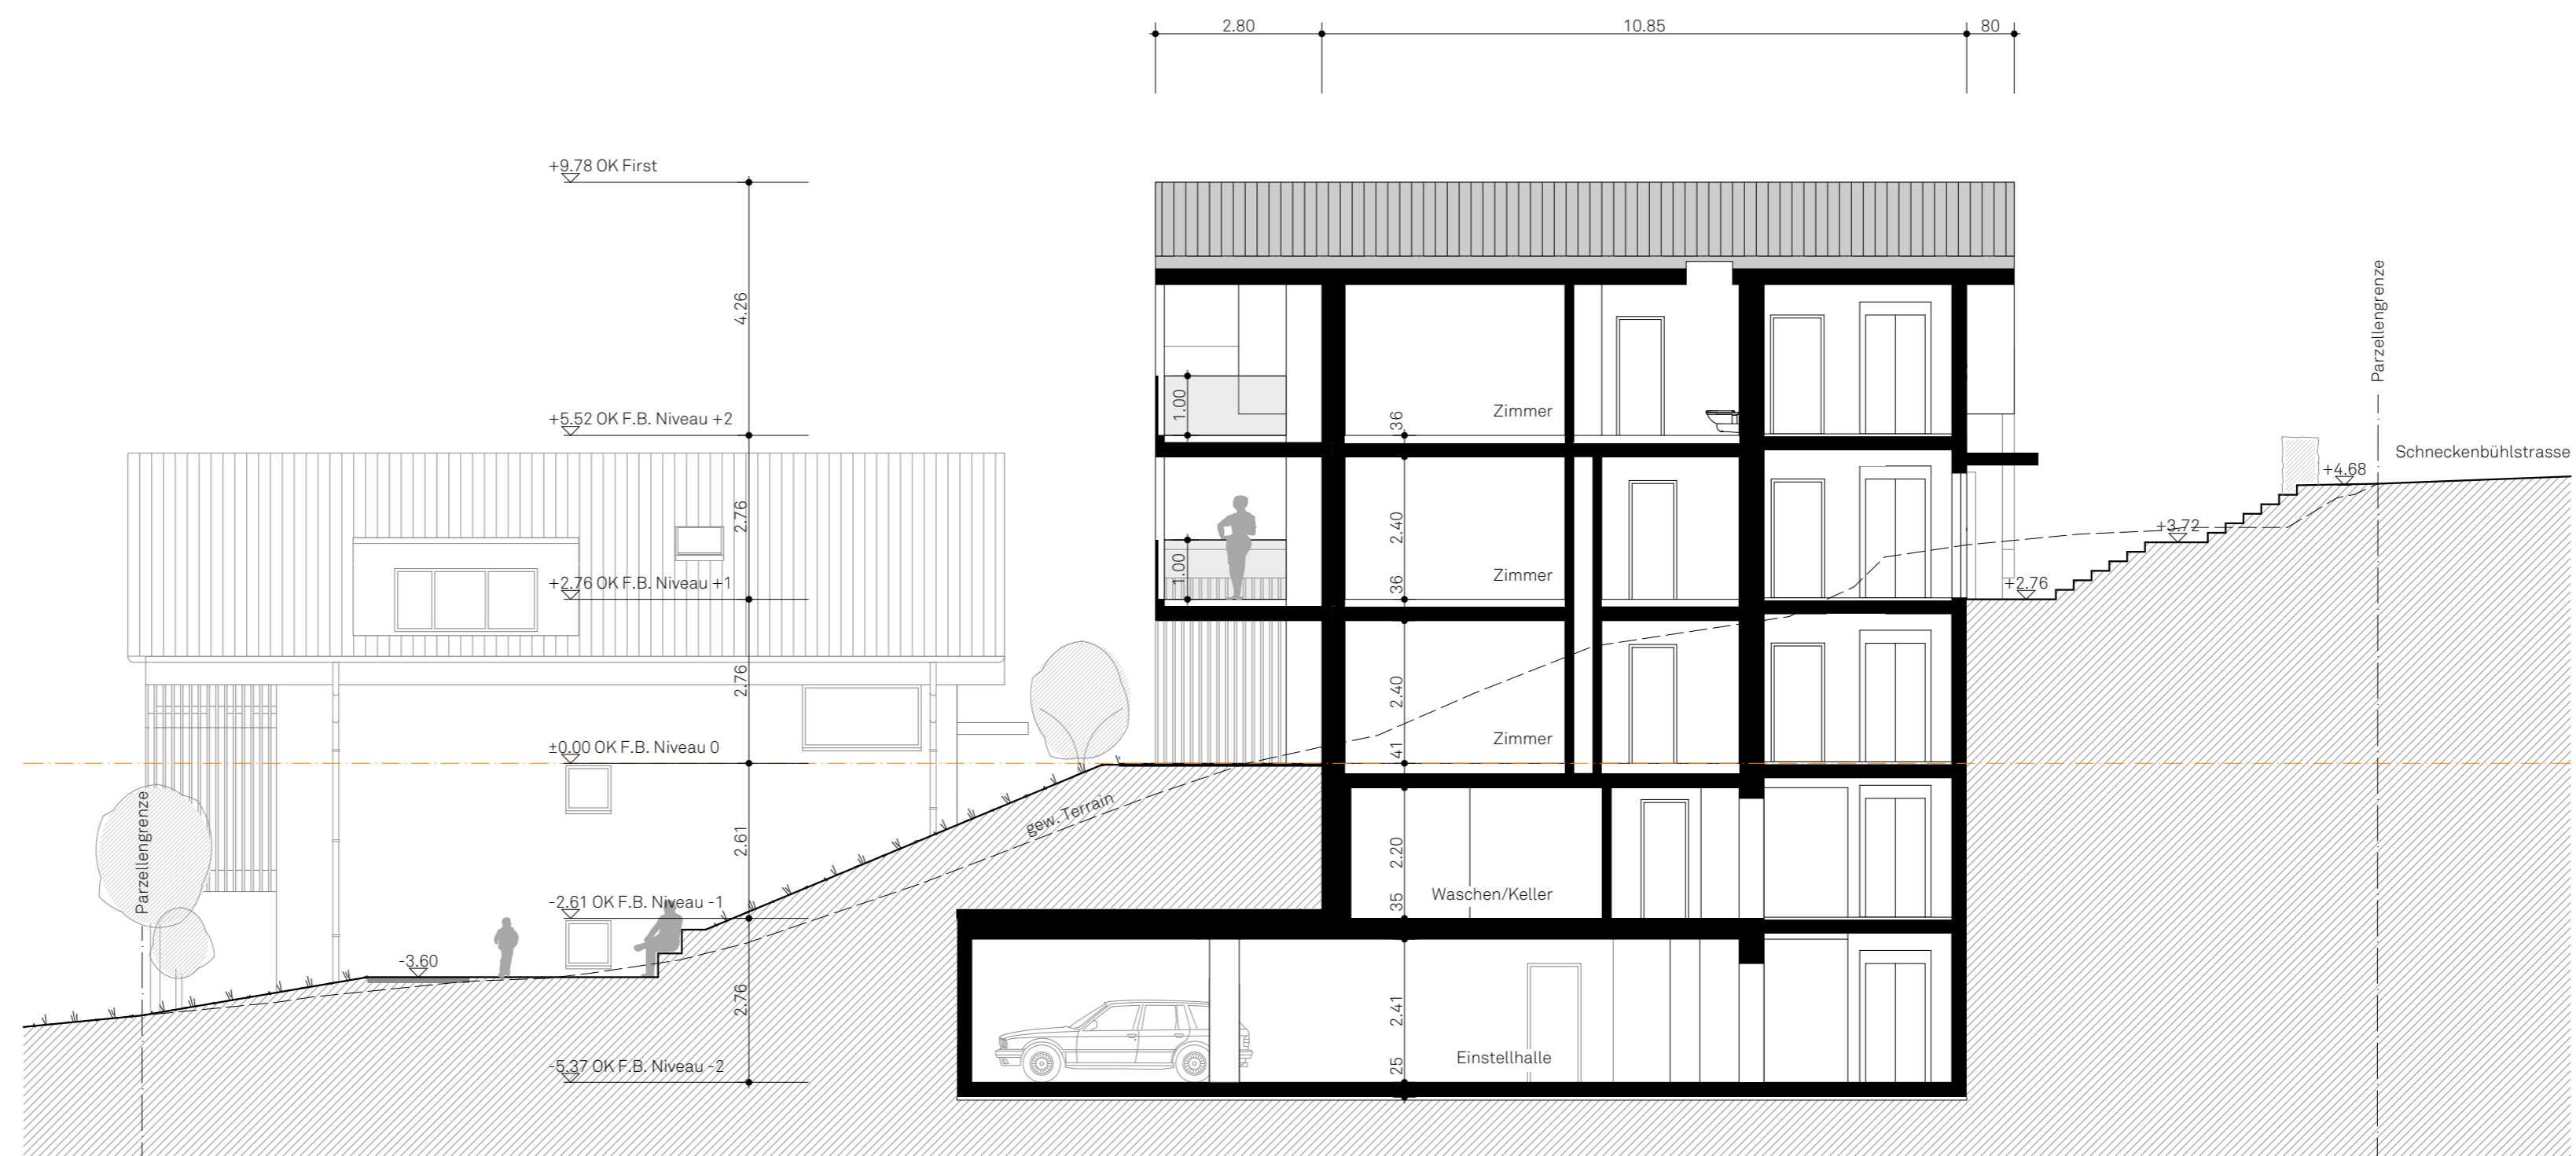 2.80
10.85
80
+9.78 OK First
4.26
Parzellengrenze
1.00
36
Zimmer
+5.52 OK F.B. Niveau +2
Schneckenbühlstrasse
+4.68
2.76
2.40
+3.72
1.00
36
Zimmer
+2.76 OK F.B. Niveau +1
+2.76
2.76
2.40
41
Zimmer
±0.00 OK F.B. Niveau 0
gew. Terrain
Parzellengrenze
2.61
2.20
35
Waschen/Keller
-2.61 OK F.B. Niveau -1
-3.60
2.76
2.41
25
Einstellhalle
-5.37 OK F.B. Niveau -2